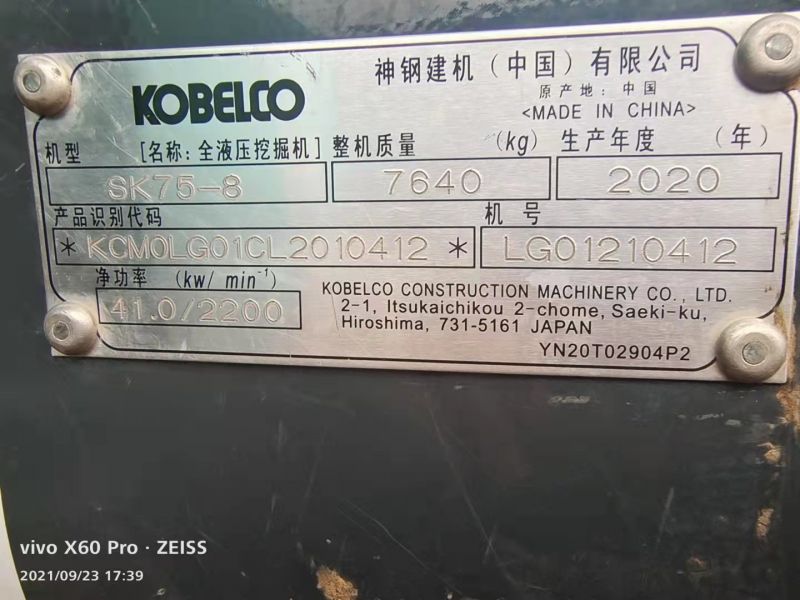 KOBELCO
神钢建机（中国）有限公司
原产地：中国
<MADE IN CHINA>
机型 [名称：全液压挖掘机] 整机质量 (kg) 生产年度 (年)
SK75-8 7640 2020
产品识别代码 机号
*KCM0LG01CL2010412* LG01210412
净功率 (kw/ min⁻¹)
41.0/2200
KOBELCO CONSTRUCTION MACHINERY CO., LTD.
2-1, Itsukaichikou 2-chome, Saeki-ku,
Hiroshima, 731-5161 JAPAN
YN20T02904P2
vivo X60 Pro · ZEISS
2021/09/23 17:39